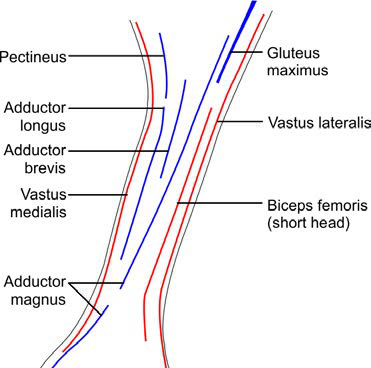 Pectineus
Adductor
longus
Adductor
brevis
Vastus
medialis
Adductor
magnus
Gluteus
maximus
Vastus lateralis
Biceps femoris
(short head)